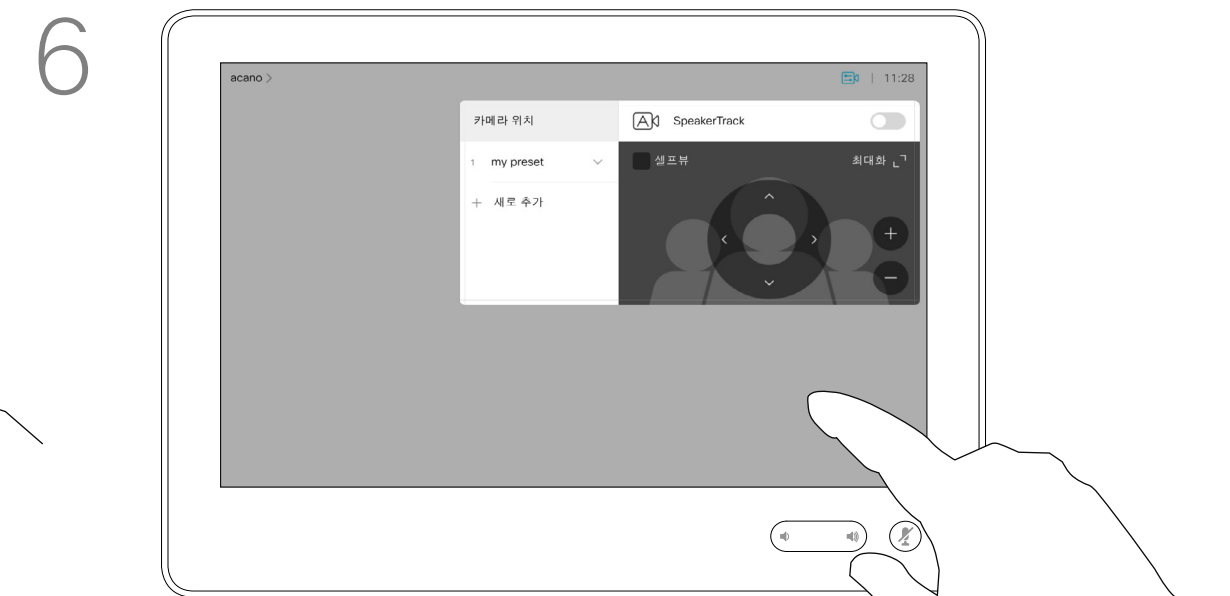 6
acano >
11:28
카메라 위치
SpeakerTrack
1 my preset
셀프뷰
최대화
+ 새로 추가